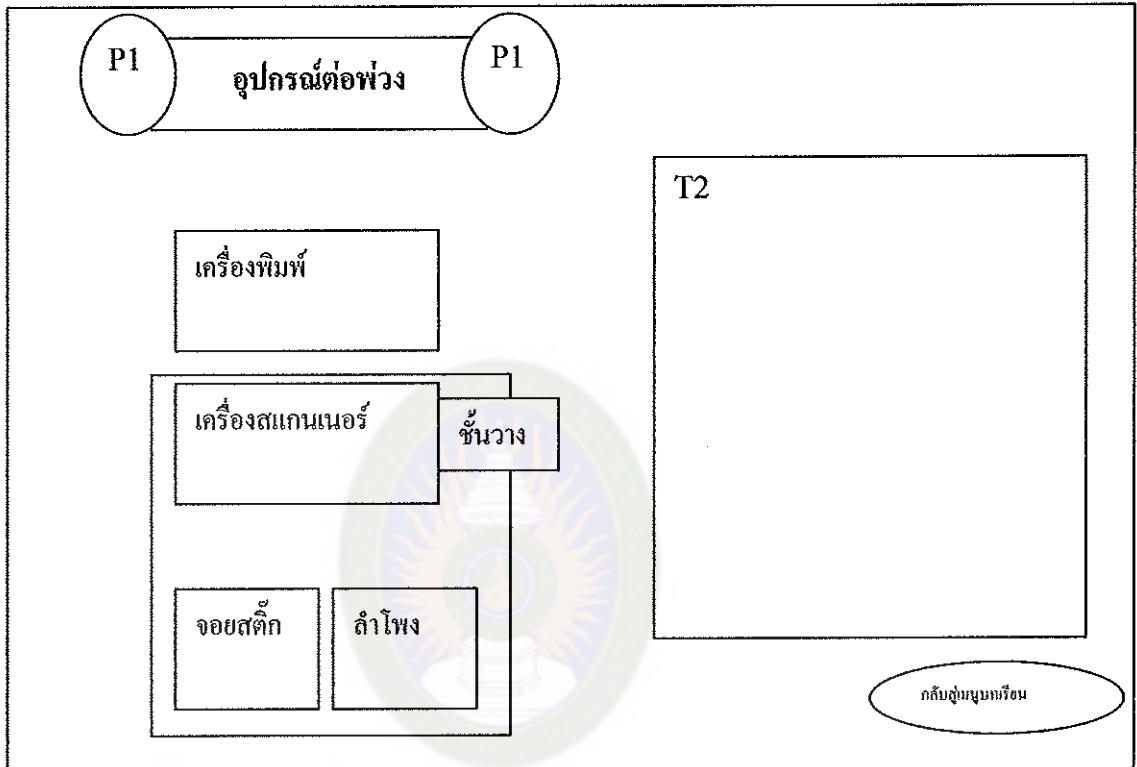 P1
อุปกรณ์ต่อพ่วง
P1
T2
เครื่องพิมพ์
เครื่องสแกนเนอร์
ชั้นวาง
จอยสติ๊ก
ลำโพง
กลับสู่เมนูบทเรียน